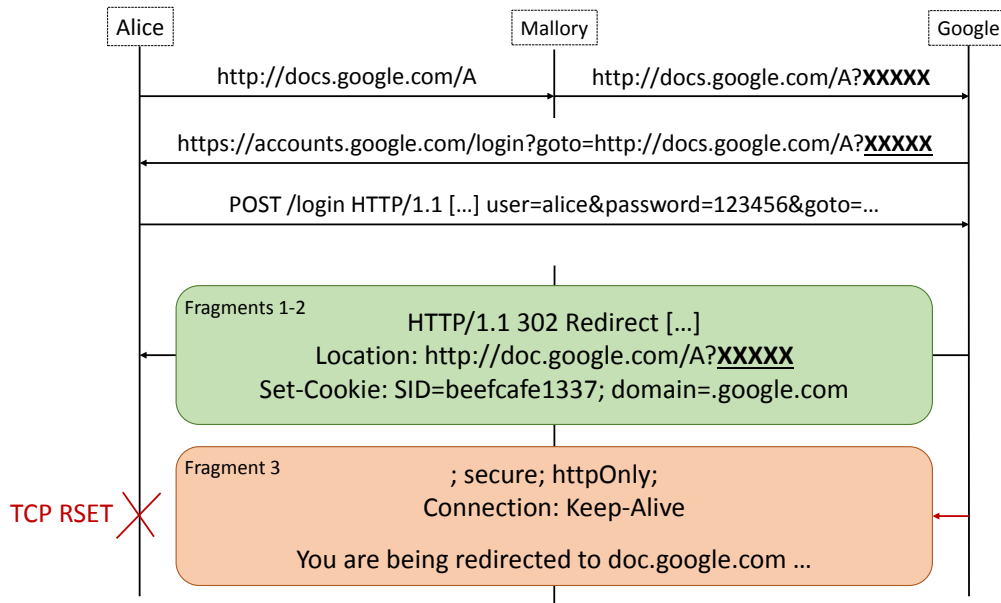 Alice
Mallory
Google
http://docs.google.com/A
http://docs.google.com/A?XXXXX
https://accounts.google.com/login?goto=http://docs.google.com/A?XXXXX
POST /login HTTP/1.1 […] user=alice&password=123456&goto=…
Fragments 1-2
HTTP/1.1 302 Redirect […]
Location: http://doc.google.com/A?XXXXX
Set-Cookie: SID=beefcafe1337; domain=.google.com
Fragment 3
; secure; httpOnly;
Connection: Keep-Alive
TCP RSET
You are being redirected to doc.google.com …